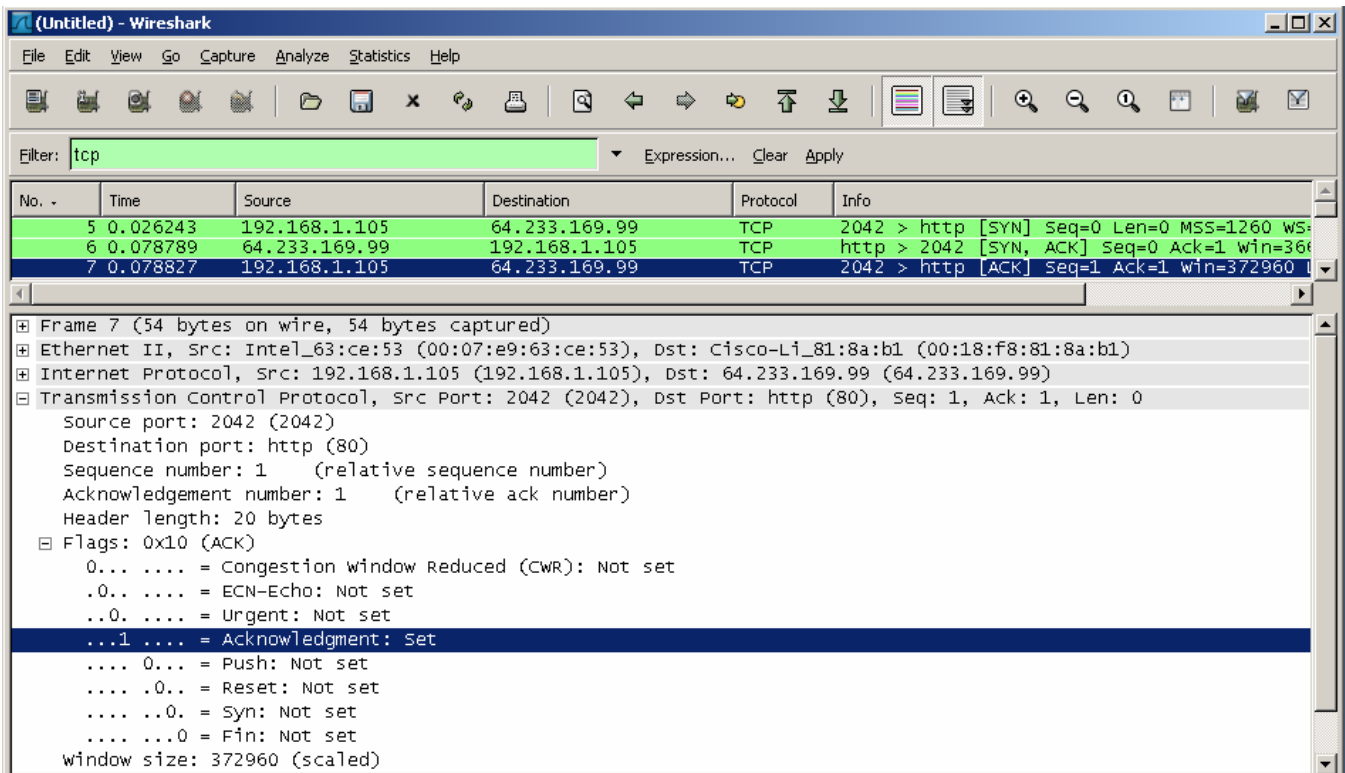 (Untitled) - Wireshark
File Edit View Go Capture Analyze Statistics Help
Filter: tcp Expression... Clear Apply
No. - Time Source Destination Protocol Info
5 0.026243 192.168.1.105 64.233.169.99 TCP 2042 > http [SYN] Seq=0 Len=0 MSS=1260 WS=
6 0.078789 64.233.169.99 192.168.1.105 TCP http > 2042 [SYN, ACK] Seq=0 Ack=1 Win=366
7 0.078827 192.168.1.105 64.233.169.99 TCP 2042 > http [ACK] Seq=1 Ack=1 Win=372960
Frame 7 (54 bytes on wire, 54 bytes captured)
Ethernet II, Src: Intel_63:ce:53 (00:07:e9:63:ce:53), Dst: Cisco-Li_81:8a:b1 (00:18:f8:81:8a:b1)
Internet Protocol, Src: 192.168.1.105 (192.168.1.105), Dst: 64.233.169.99 (64.233.169.99)
Transmission Control Protocol, Src Port: 2042 (2042), Dst Port: http (80), Seq: 1, Ack: 1, Len: 0
Source port: 2042 (2042)
Destination port: http (80)
Sequence number: 1 (relative sequence number)
Acknowledgement number: 1 (relative ack number)
Header length: 20 bytes
Flags: 0x10 (ACK)
0... .... = Congestion Window Reduced (CWR): Not set
.0.. .... = ECN-Echo: Not set
..0. .... = Urgent: Not set
...1 .... = Acknowledgment: Set
.... 0... = Push: Not set
.... .0.. = Reset: Not set
.... ..0. = Syn: Not set
.... ...0 = Fin: Not set
Window size: 372960 (scaled)